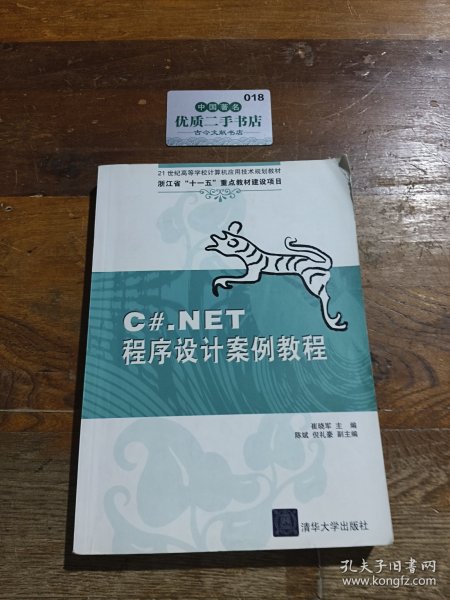 018
中国著名
优质二手书店
古今文献书店
21世纪高等学校计算机应用技术规划教材
浙江省“十一五”重点教材建设项目
C#.NET
程序设计案例教程
崔晓军 主 编
陈斌 倪礼豪 副主编
清华大学出版社
孔夫子旧书网
www.kongfz.com